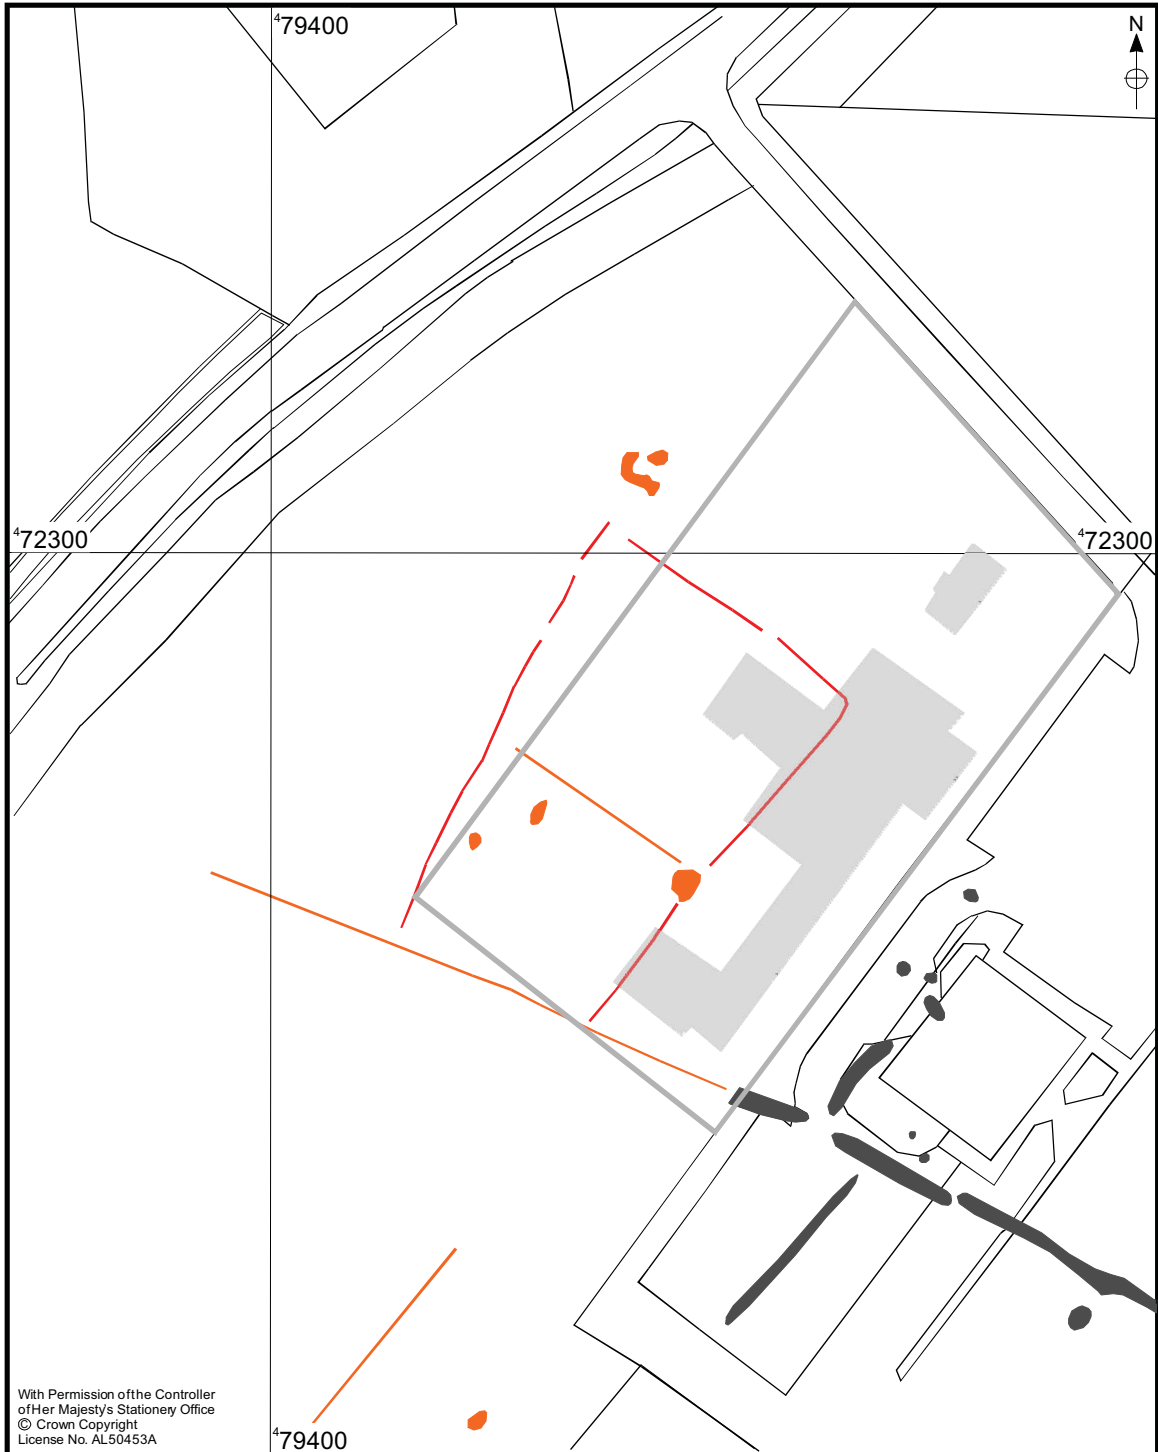 ⁴79400
N
⁴72300
⁴72300
With Permission of the Controller
of Her Majesty's Stationery Office
© Crown Copyright
License No. AL50453A
⁴79400